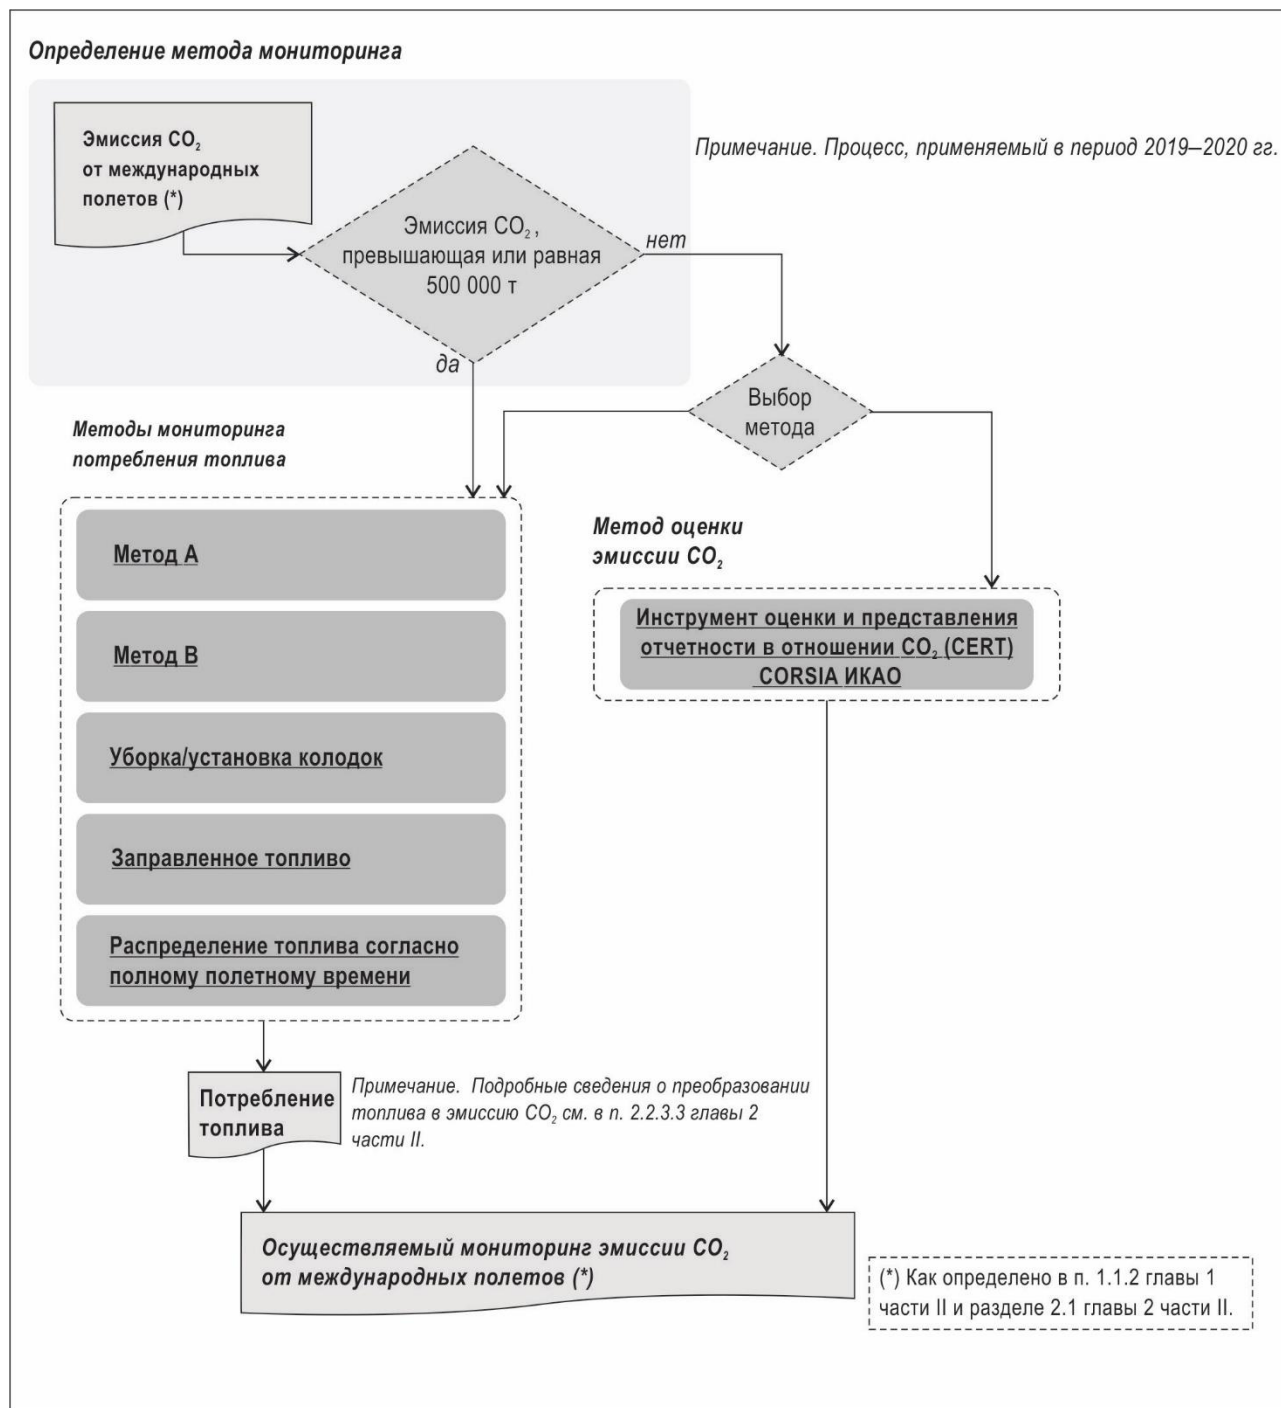 Определение метода мониторинга
Эмиссия CO₂
от международных
полетов (*)
Примечание. Процесс, применяемый в период 2019–2020 гг.
Эмиссия CO₂ ,
превышающая или равная
500 000 т
нет
да
Выбор
метода
Методы мониторинга
потребления топлива
Метод А
Метод В
Уборка/установка колодок
Заправленное топливо
Распределение топлива согласно
полному полетному времени
Метод оценки
эмиссии CO₂
Инструмент оценки и представления
отчетности в отношении CO₂ (CERT)
CORSIA ИКАО
Потребление
топлива
Примечание. Подробные сведения о преобразовании
топлива в эмиссию CO₂ см. в п. 2.2.3.3 главы 2
части II.
Осуществляемый мониторинг эмиссии CO₂
от международных полетов (*)
(*) Как определено в п. 1.1.2 главы 1
части II и разделе 2.1 главы 2 части II.